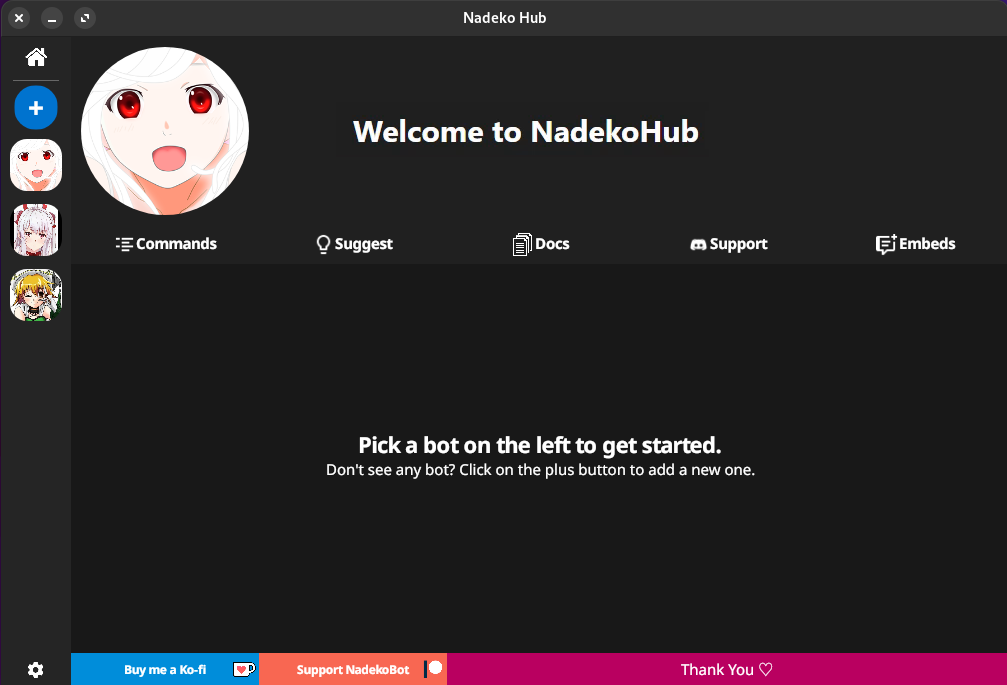 Nadeko Hub
Welcome to NadekoHub
Commands
Suggest
Docs
Support
Embeds
Pick a bot on the left to get started.
Don't see any bot? Click on the plus button to add a new one.
Buy me a Ko-fi
Support NadekoBot
Thank You ♡